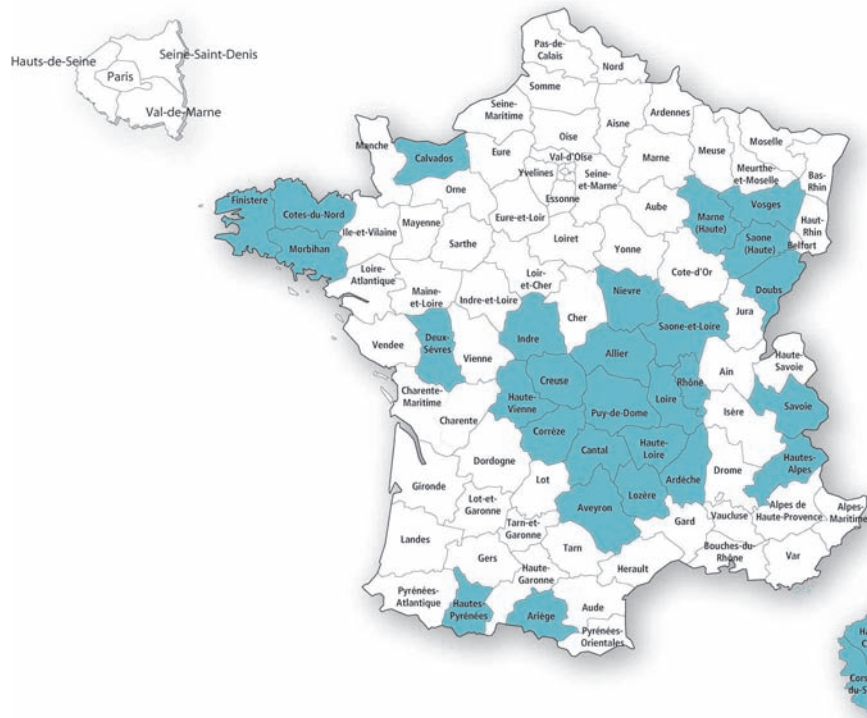 Hauts-de-Seine
Seine-Saint-Denis
Paris
Val-de-Marne
Pas-de-
Calais
Nord
Somme
Seine-
Maritime
Aisne
Ardennes
Oise
Manche
Calvados
Eure
Val-d'Oise
Yvelines
Seine-
et-Marne
Essonne
Marne
Meuse
Moselle
Meurthe-
et-Moselle
Bas-
Rhin
Orne
Eure-et-Loir
Aube
Marne
(Haute)
Vosges
Haut-
Rhin
Saone
(Haute)
Belfort
Finistere
Cotes-du-Nord
Morbihan
Ile-et-Vilaine
Mayenne
Sarthe
Loiret
Yonne
Loire-
Atlantique
Maine-
et-Loire
Indre-et-Loire
Loir-
et-Cher
Cote-d'Or
Doubs
Nievre
Cher
Jura
Saone-et-Loire
Vendee
Deux-
Sèvres
Vienne
Indre
Allier
Ain
Haute-
Savoie
Charente-
Maritime
Charente
Haute-
Vienne
Creuse
Puy-de-Dome
Loire
Rhône
Isère
Savoie
Corrèze
Cantal
Haute-
Loire
Dordogne
Ardèche
Drome
Hautes-
Alpes
Gironde
Lot
Lot-et
Garonne
Aveyron
Lozère
Tarn-et
Garonne
Gard
Vaucluse
Alpes de
Haute-Provence
Alpes-
Maritime
Landes
Gers
Tarn
Haute-
Garonne
Herault
Bouches-du-
Rhône
Var
Pyrénées-
Atlantique
Hautes-
Pyrénées
Ariège
Aude
Pyrénées-
Orientales